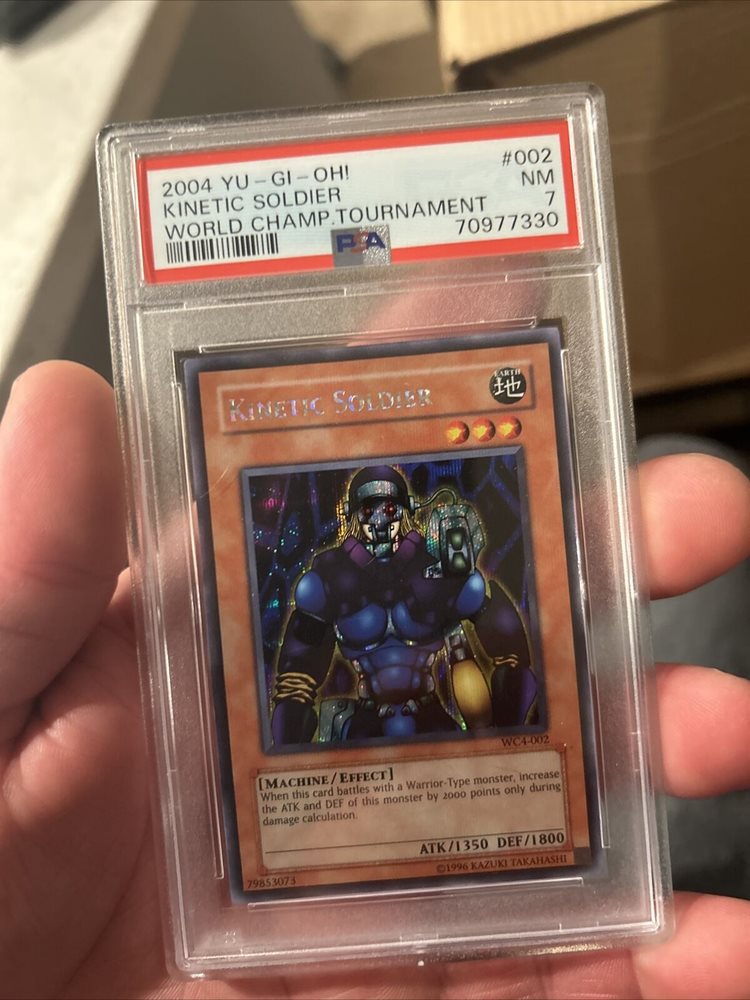 2004 YU-GI-OH! #002
KINETIC SOLDIER NM
WORLD CHAMP.TOURNAMENT 7
70977330
PSA
KINETIC SOLDIER
EARTH
地
WC4-002
[MACHINE/EFFECT]
When this card battles with a Warrior-Type monster, increase
the ATK and DEF of this monster by 2000 points only during
damage calculation.
ATK/1350 DEF/1800
79853073 ©1996 KAZUKI TAKAHASHI